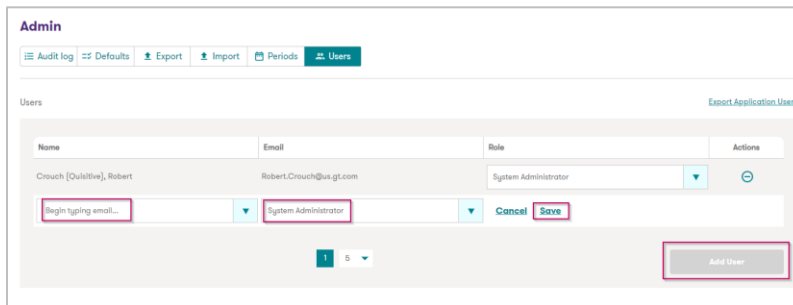 Admin
Audit log Defaults Export Import Periods Users
Users Export Application User
Name Email Role Actions
Crouch (Quisitive), Robert Robert.Crouch@us.gt.com System Administrator
Begin typing email... System Administrator Cancel Save
1 5
Add User